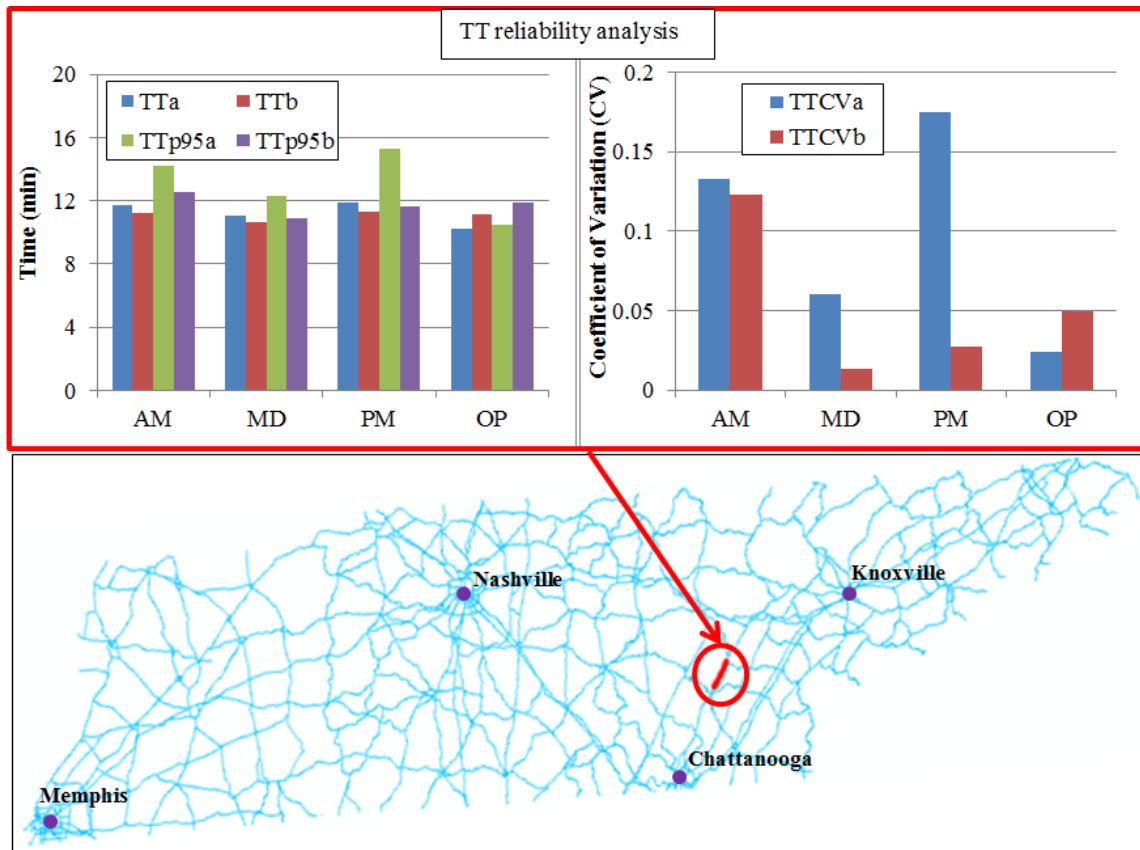 TT reliability analysis
Time (min)
20
16
12
8
4
0
TTa
TTb
TTp95a
TTp95b
AM
MD
PM
OP
Coefficient of Variation (CV)
0.2
0.15
0.1
0.05
0
TTCVa
TTCVb
AM
MD
PM
OP
Nashville
Knoxville
Chattanooga
Memphis